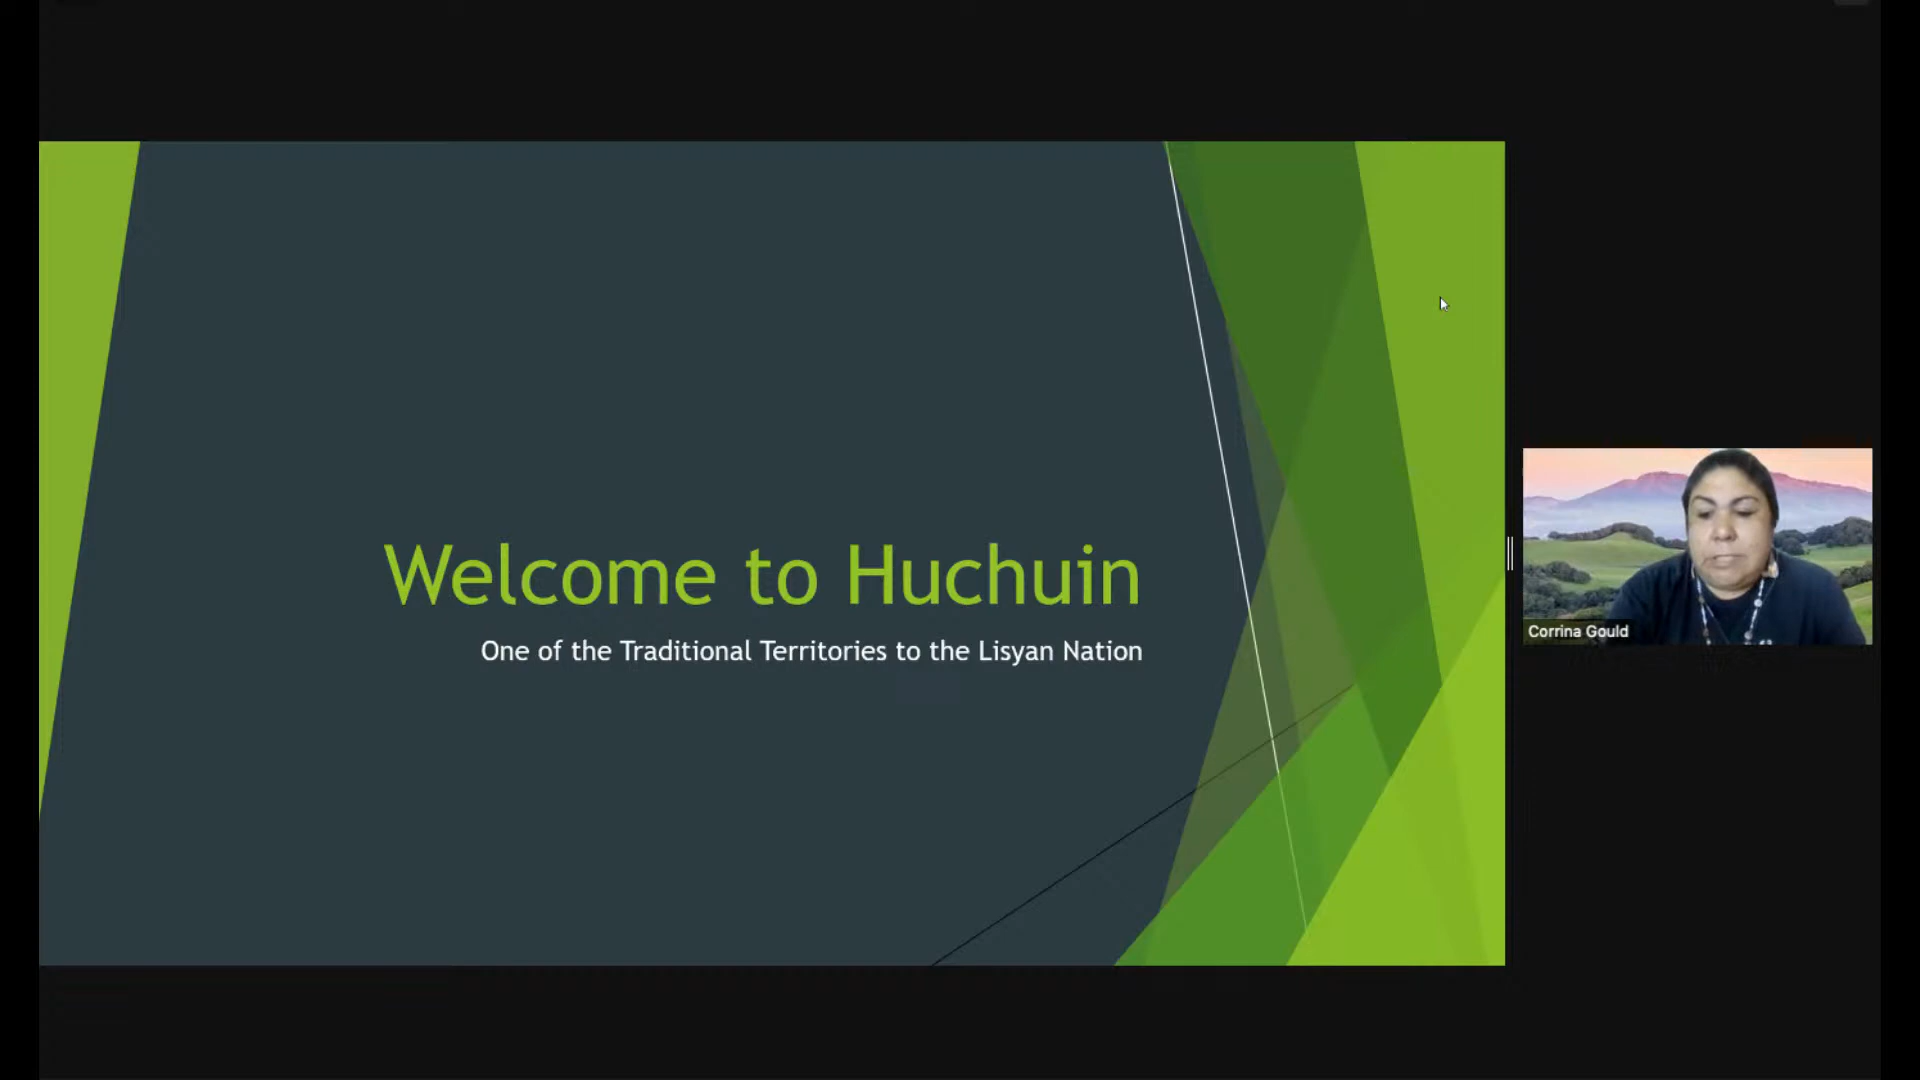 Welcome to Huchuin
One of the Traditional Territories to the Lisyan Nation
Corrina Gould